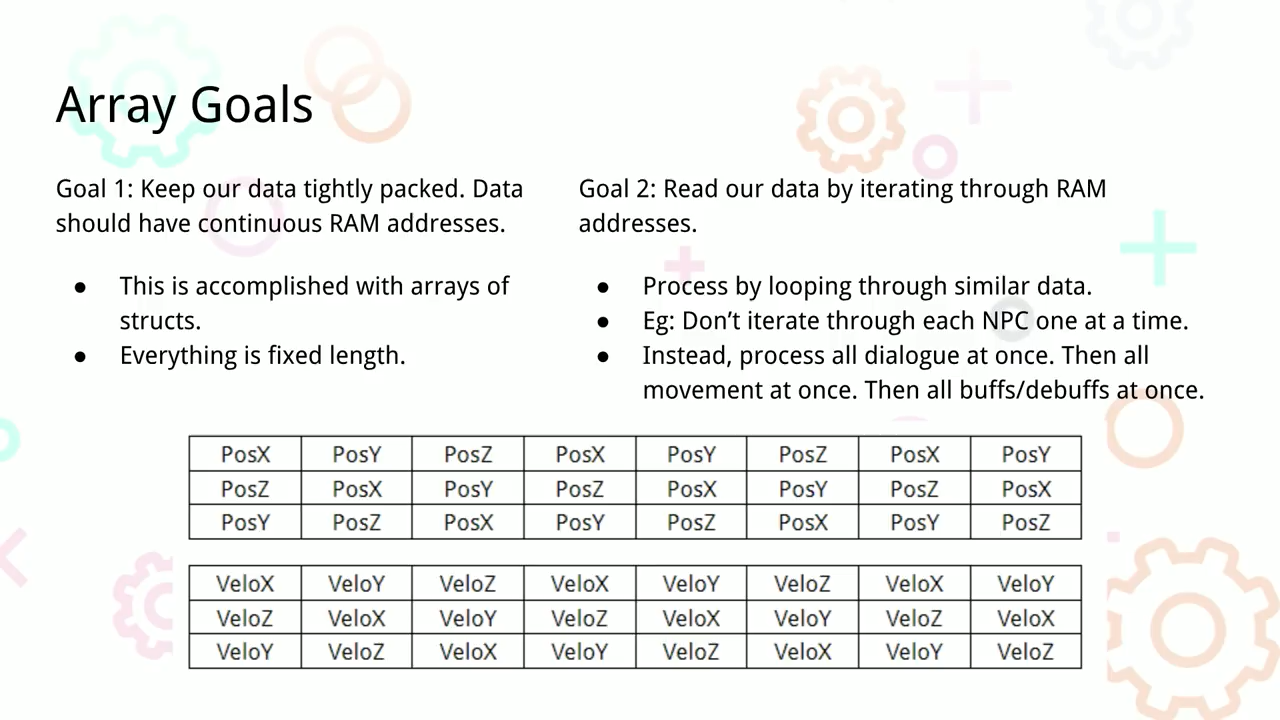 Array Goals
Goal 1: Keep our data tightly packed. Data
should have continuous RAM addresses.
● This is accomplished with arrays of
structs.
● Everything is fixed length.
Goal 2: Read our data by iterating through RAM
addresses.
● Process by looping through similar data.
● Eg: Don’t iterate through each NPC one at a time.
● Instead, process all dialogue at once. Then all
movement at once. Then all buffs/debuffs at once.
PosX PosY PosZ PosX PosY PosZ PosX PosY
PosZ PosX PosY PosZ PosX PosY PosZ PosX
PosY PosZ PosX PosY PosZ PosX PosY PosZ
VeloX VeloY VeloZ VeloX VeloY VeloZ VeloX VeloY
VeloZ VeloX VeloY VeloZ VeloX VeloY VeloZ VeloX
VeloY VeloZ VeloX VeloY VeloZ VeloX VeloY VeloZ